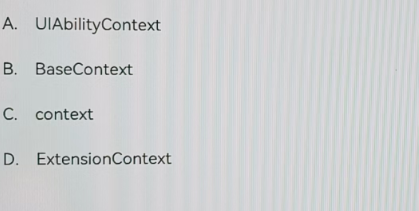 A. UIAbilityContext
B. BaseContext
C. context
D. ExtensionContext